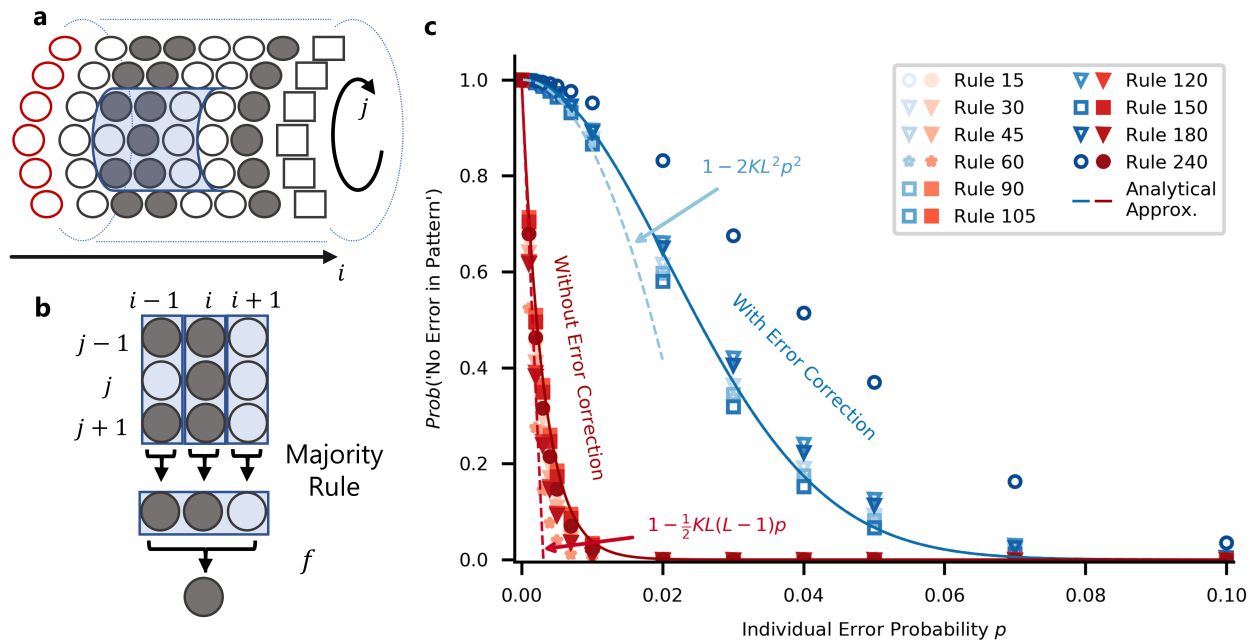 a
j
i
b
i − 1
i
i + 1
j − 1
j
j + 1
Majority
Rule
f
c
Prob('No Error in Pattern')
1.0
0.8
0.6
0.4
0.2
0.0
0.00
0.02
0.04
0.06
0.08
0.10
Individual Error Probability p
1 − 2KL²p²
Without Error Correction
With Error Correction
1 − ½KL(L − 1)p
Rule 15
Rule 30
Rule 45
Rule 60
Rule 90
Rule 105
Rule 120
Rule 150
Rule 180
Rule 240
Analytical
Approx.